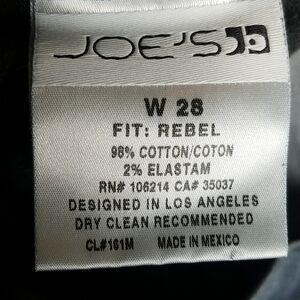 JOE'S
W 28
FIT: REBEL
98% COTTON/COTON
2% ELASTAM
RN# 106214 CA# 35037
DESIGNED IN LOS ANGELES
DRY CLEAN RECOMMENDED
CL#161M MADE IN MEXICO